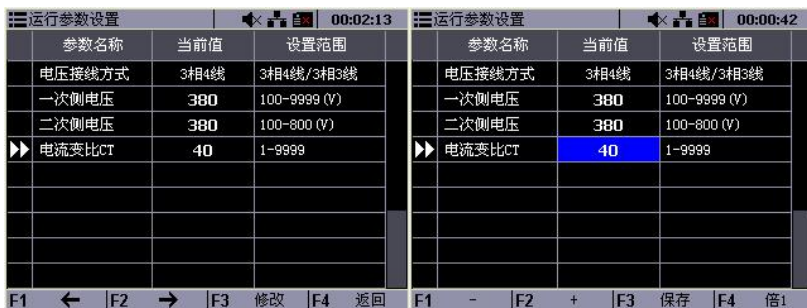 运行参数设置 00:02:13
参数名称 当前值 设置范围
电压接线方式 3相4线 3相4线/3相3线
一次侧电压 380 100-9999(V)
二次侧电压 380 100-800(V)
电流变比CT 40 1-9999
F1 ← F2 → F3 修改 F4 返回
运行参数设置 00:00:42
参数名称 当前值 设置范围
电压接线方式 3相4线 3相4线/3相3线
一次侧电压 380 100-9999(V)
二次侧电压 380 100-800(V)
电流变比CT 40 1-9999
F1 - F2 + F3 保存 F4 倍1